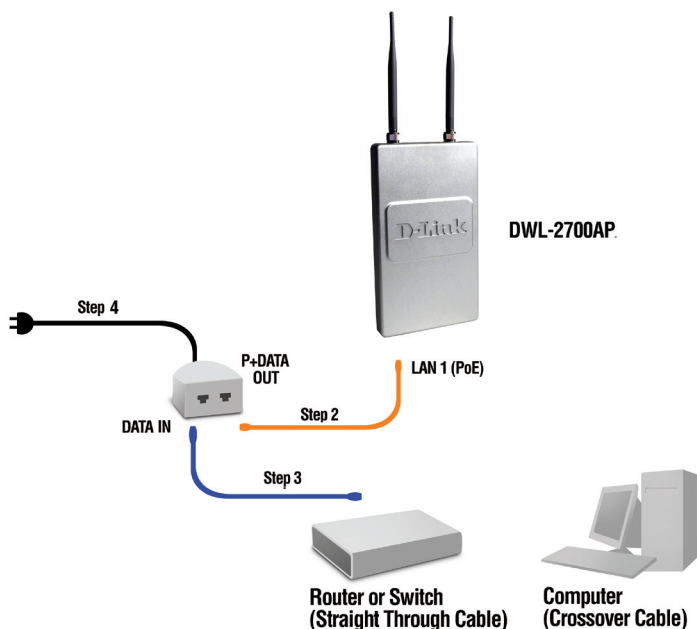 D-Link
DWL-2700AP.
Step 4
P+DATA
OUT
LAN 1 (PoE)
Step 2
DATA IN
Step 3
Router or Switch
(Straight Through Cable)
Computer
(Crossover Cable)